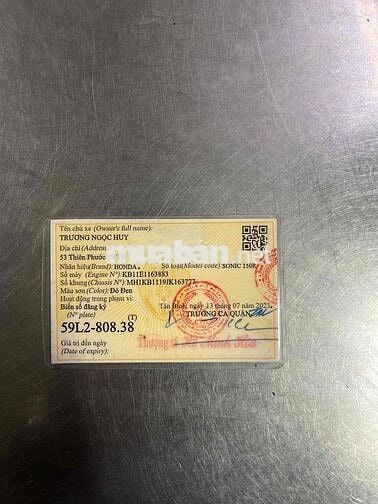 Tên chủ xe (Owner's full name):
TRƯƠNG NGỌC HUY
Địa chỉ (Address
53 Thiên Phước
Nhãn hiệu(Brand): HONDA Số loại(Model code): SONIC 150R
Số máy (Engine N°):KB11E1163883
Số khung (Chassis N°):MH1KB1119JK163777
Màu sơn (Color): Đỏ Đen
Hoạt động trong phạm vi:
Tân Bình, ngày 13 tháng 07 năm 2023
Biển số đăng ký
(N° plate)
TRƯỞNG CA QUẬN
59L2-808.38 (T)
Giá trị đến ngày
(Date of expiry):
Thượng tá
muaban